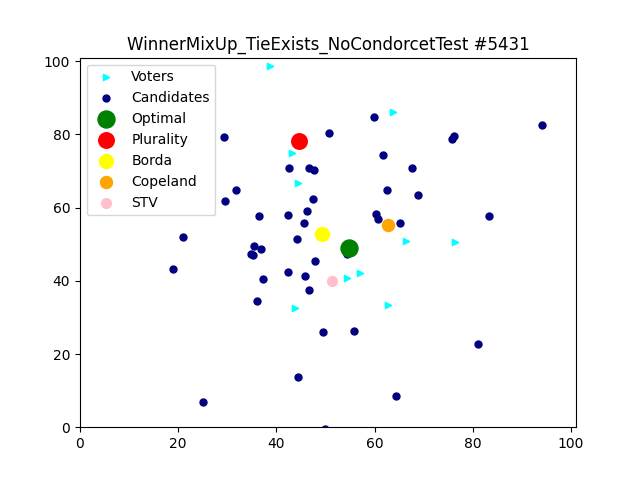 WinnerMixUp_TieExists_NoCondorcetTest #5431
100
80
60
40
20
0
Voters
Candidates
Optimal
Plurality
Borda
Copeland
STV
0 20 40 60 80 100